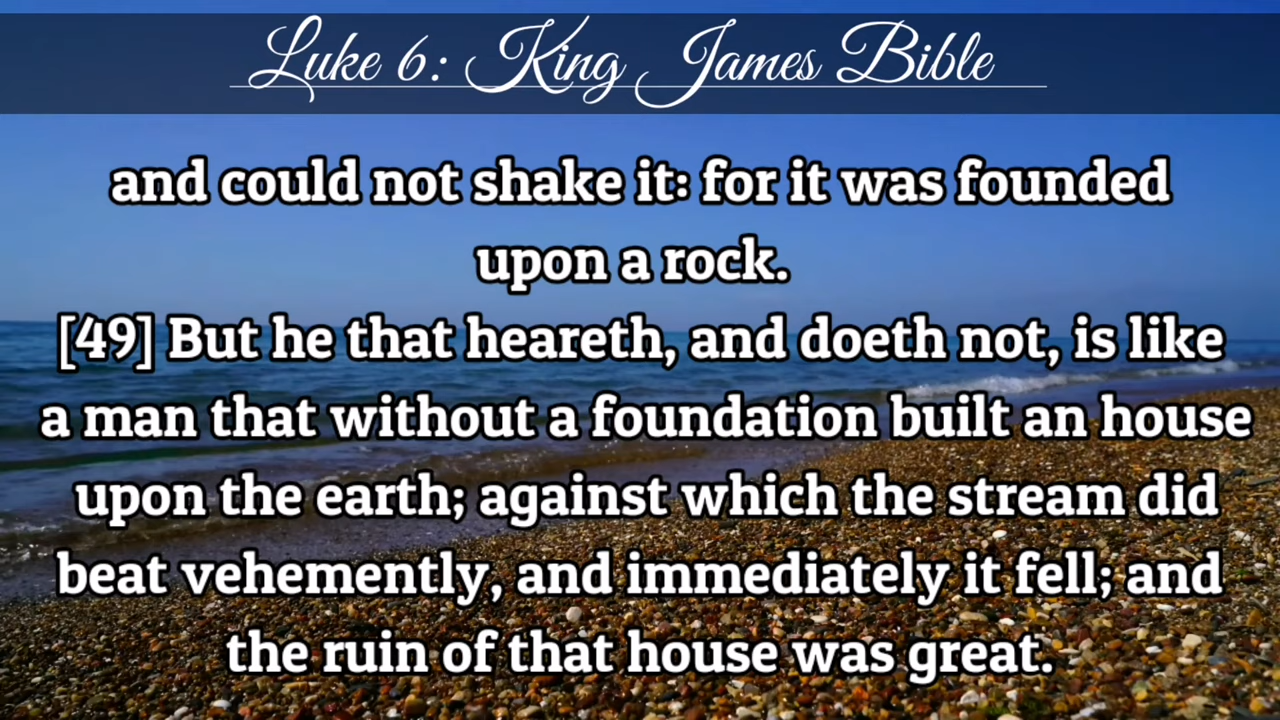 Luke 6: King James Bible
and could not shake it: for it was founded
upon a rock.
[49] But he that heareth, and doeth not, is like
a man that without a foundation built an house
upon the earth; against which the stream did
beat vehemently, and immediately it fell; and
the ruin of that house was great.